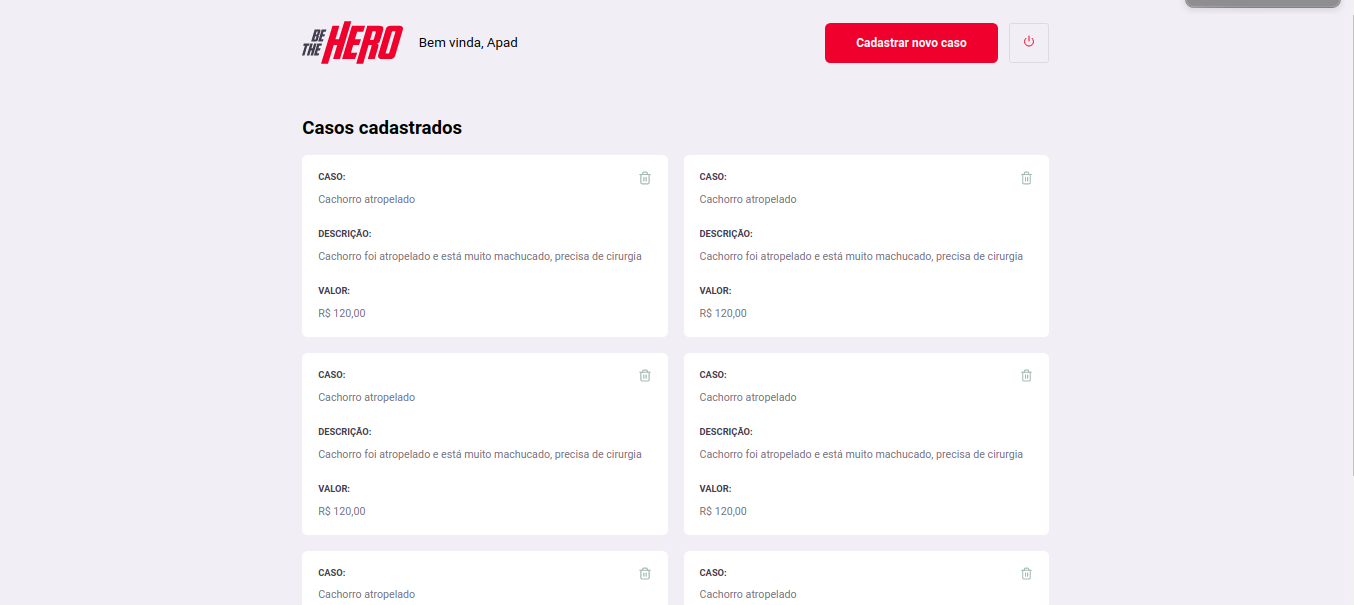 BE THE HERO
Bem vinda, Apad
Cadastrar novo caso
Casos cadastrados
CASO:
Cachorro atropelado
DESCRIÇÃO:
Cachorro foi atropelado e está muito machucado, precisa de cirurgia
VALOR:
R$ 120,00
CASO:
Cachorro atropelado
DESCRIÇÃO:
Cachorro foi atropelado e está muito machucado, precisa de cirurgia
VALOR:
R$ 120,00
CASO:
Cachorro atropelado
DESCRIÇÃO:
Cachorro foi atropelado e está muito machucado, precisa de cirurgia
VALOR:
R$ 120,00
CASO:
Cachorro atropelado
DESCRIÇÃO:
Cachorro foi atropelado e está muito machucado, precisa de cirurgia
VALOR:
R$ 120,00
CASO:
Cachorro atropelado
CASO:
Cachorro atropelado